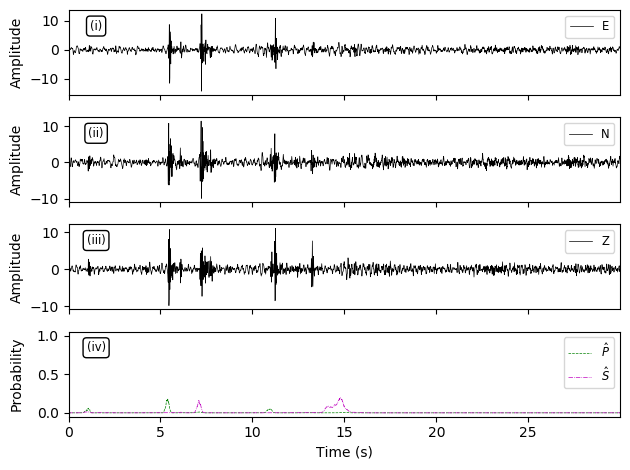 (i)
E
10
0
−10
Amplitude
(ii)
N
10
0
−10
Amplitude
(iii)
Z
10
0
−10
Amplitude
(iv)
P̂
Ŝ
1.0
0.5
0.0
Probability
0 5 10 15 20 25
Time (s)